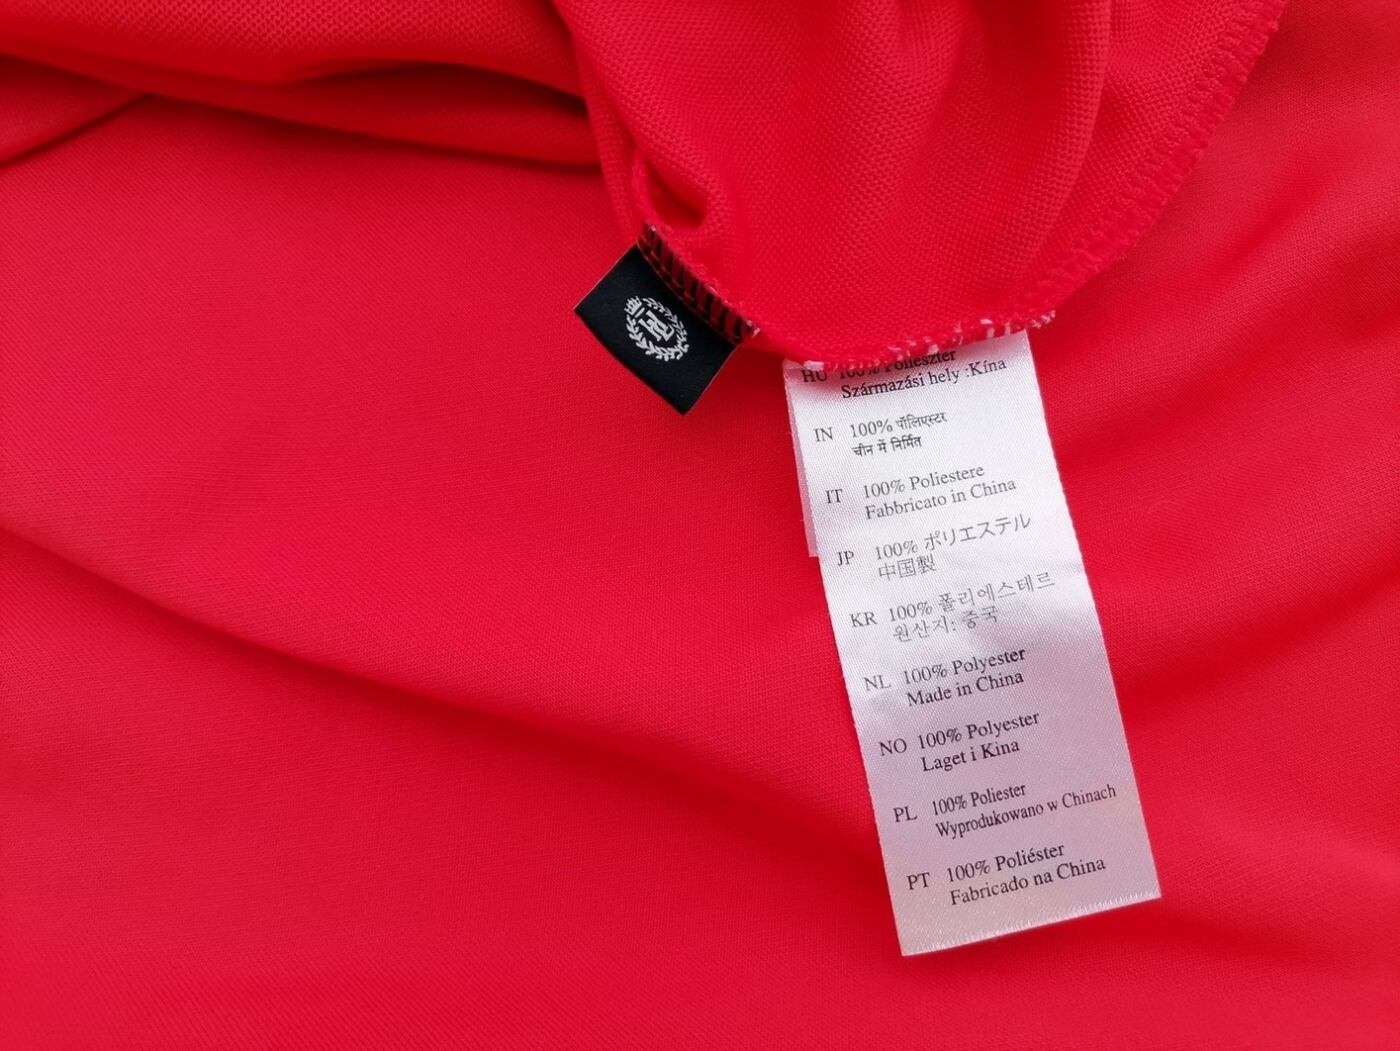 HU 100% Poliészter
Származási hely :Kína
IN 100% पॉलिएस्टर
चीन में निर्मित
IT 100% Poliestere
Fabbricato in China
JP 100% ポリエステル
中国製
KR 100% 폴리에스테르
원산지: 중국
NL 100% Polyester
Made in China
NO 100% Polyester
Laget i Kina
PL 100% Poliester
Wyprodukowano w Chinach
PT 100% Poliéster
Fabricado na China